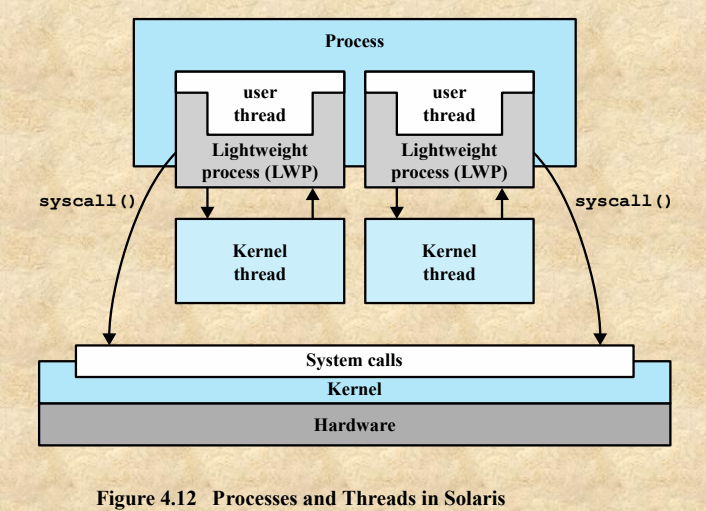 Process
user
thread
user
thread
Lightweight
process (LWP)
Lightweight
process (LWP)
syscall()
syscall()
Kernel
thread
Kernel
thread
System calls
Kernel
Hardware
Figure 4.12 Processes and Threads in Solaris